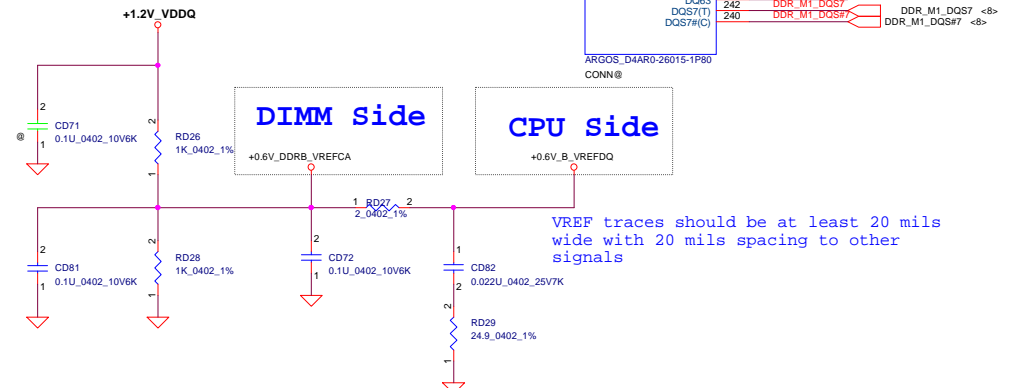 DQ63
DQS7(T)
DQS7#(C)
242
240
DDR_M1_DQS7
DDR_M1_DQS#7
DDR_M1_DQS7 <8>
DDR_M1_DQS#7 <8>
ARGOS_D4AR0-26015-1P80
CONN@
+1.2V_VDDQ
2
CD71
0.1U_0402_10V6K
1
@
2
RD26
1K_0402_1%
1
DIMM Side
+0.6V_DDRB_VREFCA
CPU Side
+0.6V_B_VREFDQ
1 RD27 2
2_0402_1%
VREF traces should be at least 20 mils
wide with 20 mils spacing to other
signals
2
CD81
0.1U_0402_10V6K
1
2
RD28
1K_0402_1%
1
2
CD72
0.1U_0402_10V6K
1
1
CD82
0.022U_0402_25V7K
2
2
RD29
24.9_0402_1%
1